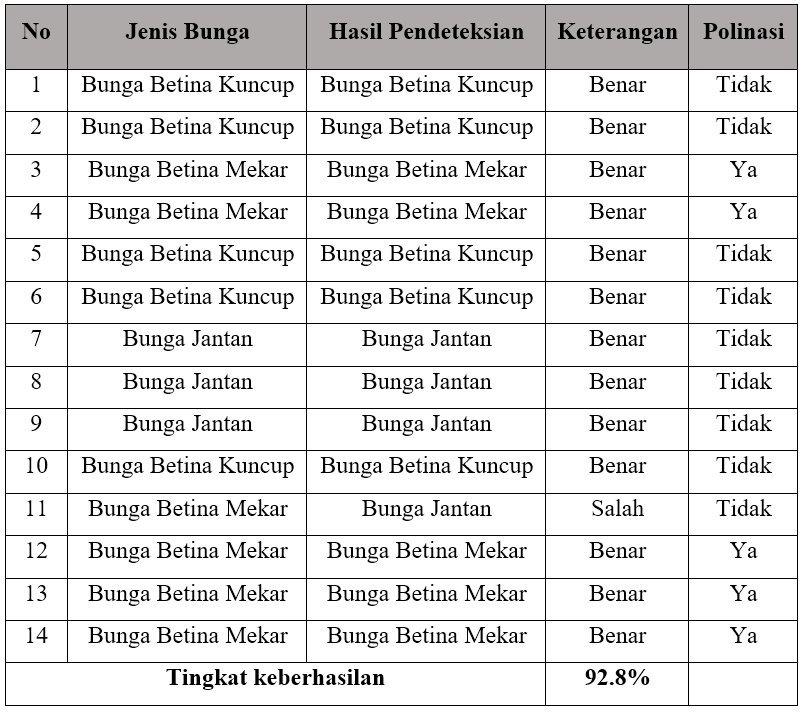 No Jenis Bunga Hasil Pendeteksian Keterangan Polinasi
1 Bunga Betina Kuncup Bunga Betina Kuncup Benar Tidak
2 Bunga Betina Kuncup Bunga Betina Kuncup Benar Tidak
3 Bunga Betina Mekar Bunga Betina Mekar Benar Ya
4 Bunga Betina Mekar Bunga Betina Mekar Benar Ya
5 Bunga Betina Kuncup Bunga Betina Kuncup Benar Tidak
6 Bunga Betina Kuncup Bunga Betina Kuncup Benar Tidak
7 Bunga Jantan Bunga Jantan Benar Tidak
8 Bunga Jantan Bunga Jantan Benar Tidak
9 Bunga Jantan Bunga Jantan Benar Tidak
10 Bunga Betina Kuncup Bunga Betina Kuncup Benar Tidak
11 Bunga Betina Mekar Bunga Jantan Salah Tidak
12 Bunga Betina Mekar Bunga Betina Mekar Benar Ya
13 Bunga Betina Mekar Bunga Betina Mekar Benar Ya
14 Bunga Betina Mekar Bunga Betina Mekar Benar Ya
Tingkat keberhasilan 92.8%